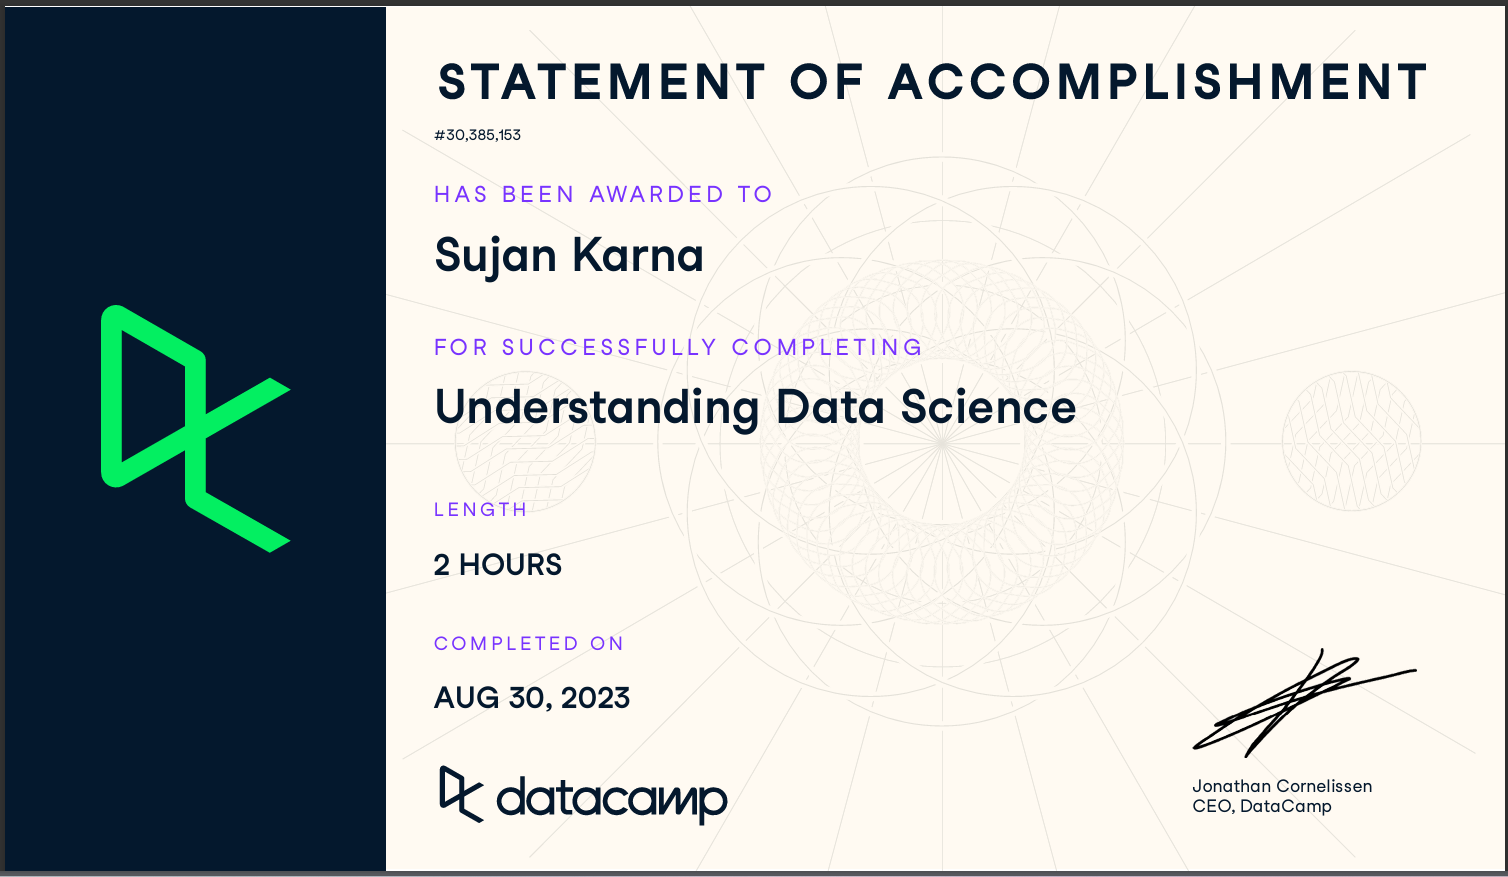 STATEMENT OF ACCOMPLISHMENT
#30,385,153
HAS BEEN AWARDED TO
Sujan Karna
FOR SUCCESSFULLY COMPLETING
Understanding Data Science
LENGTH
2 HOURS
COMPLETED ON
AUG 30, 2023
datacamp
Jonathan Cornelissen
CEO, DataCamp